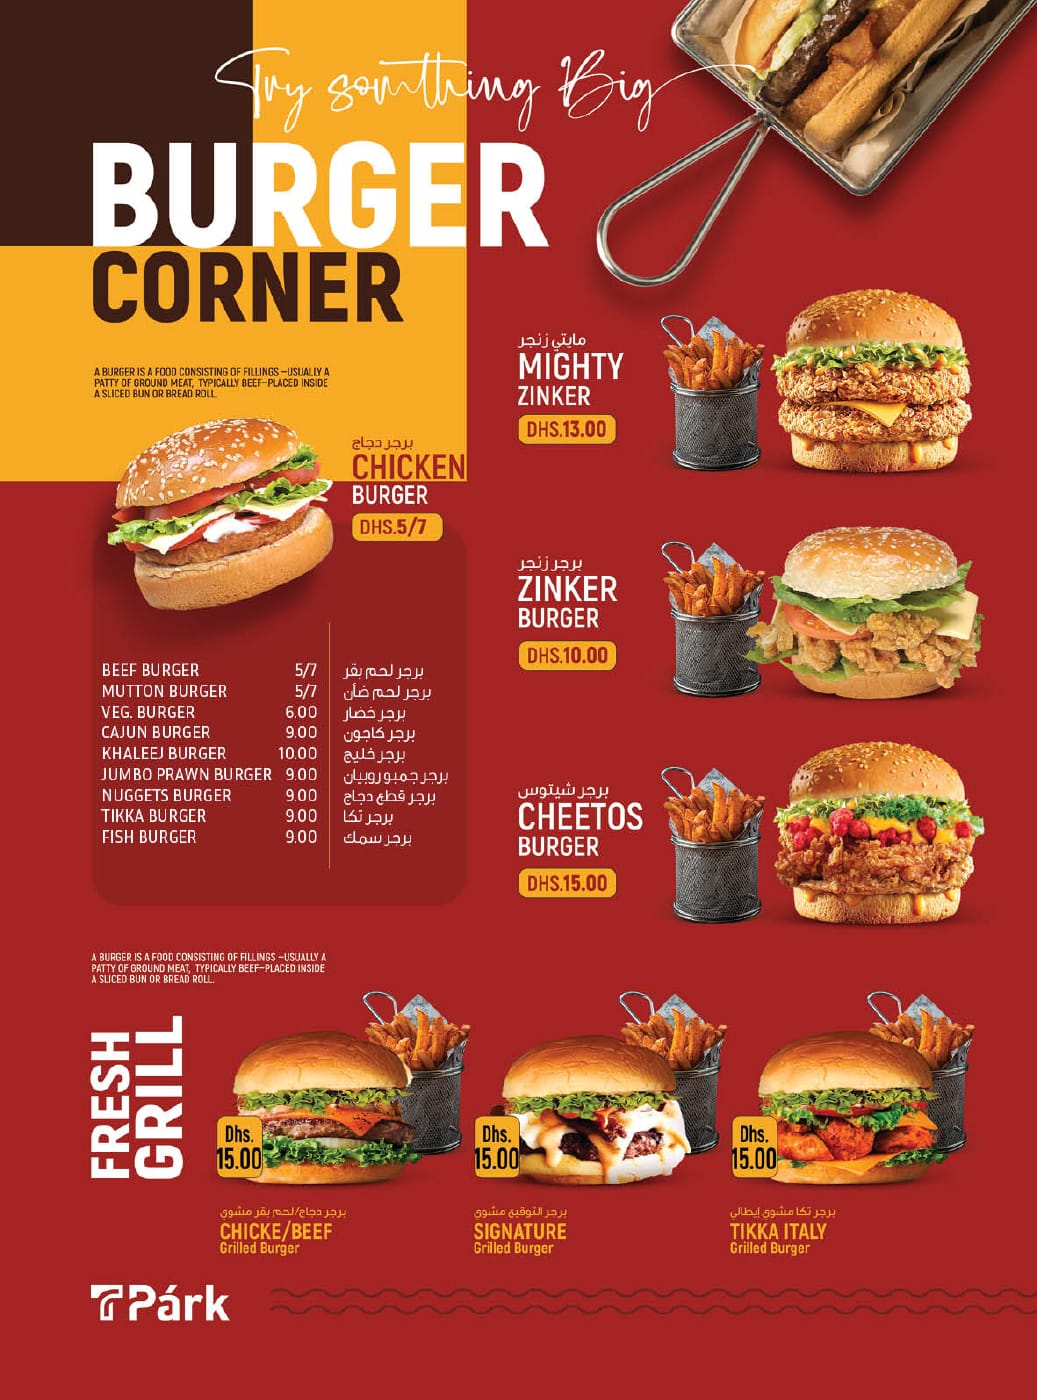 Try somthing Big
BURGER
CORNER
A BURGER IS A FOOD CONSISTING OF FILLINGS —USUALLY A
PATTY OF GROUND MEAT, TYPICALLY BEEF—PLACED INSIDE
A SLICED BUN OR BREAD ROLL.
برجر دجاج
CHICKEN
BURGER
DHS.5/7
BEEF BURGER 5/7 برجر لحم بقر
MUTTON BURGER 5/7 برجر لحم ضأن
VEG. BURGER 6.00 برجر خضار
CAJUN BURGER 9.00 برجر كاجون
KHALEEJ BURGER 10.00 برجر خليج
JUMBO PRAWN BURGER 9.00 برجر جمبو روبيان
NUGGETS BURGER 9.00 برجر قطع دجاج
TIKKA BURGER 9.00 برجر تكا
FISH BURGER 9.00 برجر سمك
مايتي زنجر
MIGHTY
ZINKER
DHS.13.00
برجر زنجر
ZINKER
BURGER
DHS.10.00
برجر شيتوس
CHEETOS
BURGER
DHS.15.00
A BURGER IS A FOOD CONSISTING OF FILLINGS —USUALLY A
PATTY OF GROUND MEAT, TYPICALLY BEEF—PLACED INSIDE
A SLICED BUN OR BREAD ROLL.
FRESH
GRILL
Dhs.
15.00
برجر دجاج/لحم بقر مشوي
CHICKE/BEEF
Grilled Burger
Dhs.
15.00
برجر التوقيع مشوي
SIGNATURE
Grilled Burger
Dhs.
15.00
برجر تكا مشوي إيطالي
TIKKA ITALY
Grilled Burger
Párk